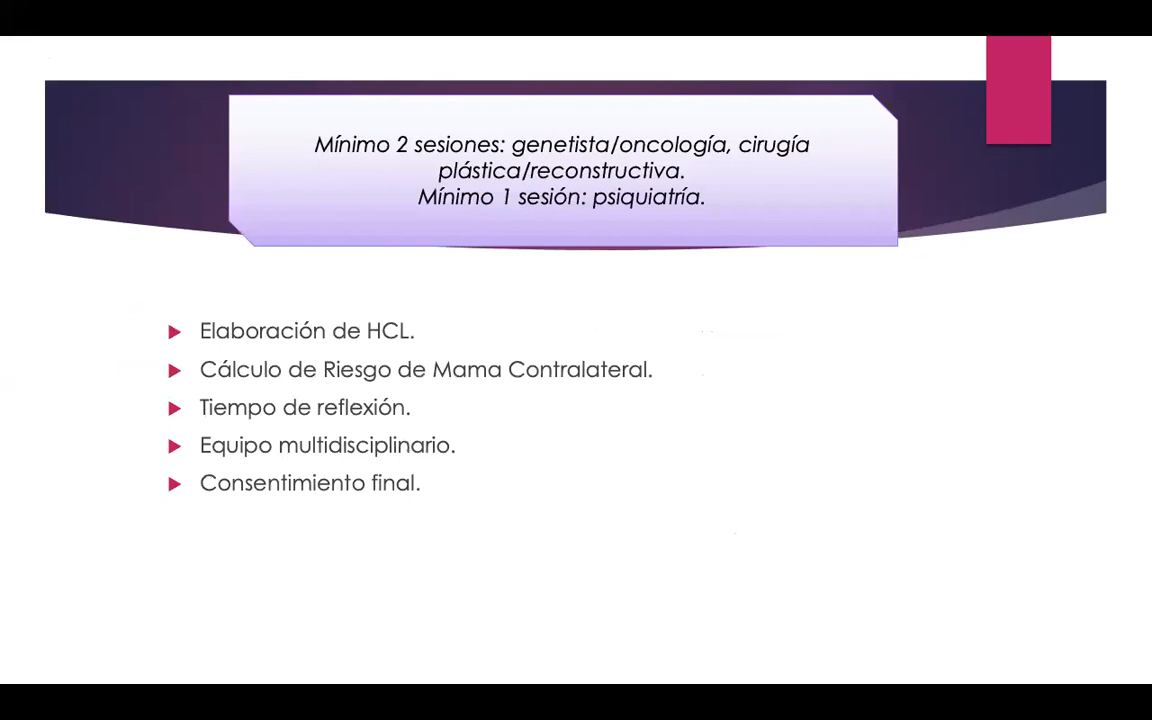 Mínimo 2 sesiones: genetista/oncología, cirugía
plástica/reconstructiva.
Mínimo 1 sesión: psiquiatría.
Elaboración de HCL.
Cálculo de Riesgo de Mama Contralateral.
Tiempo de reflexión.
Equipo multidisciplinario.
Consentimiento final.